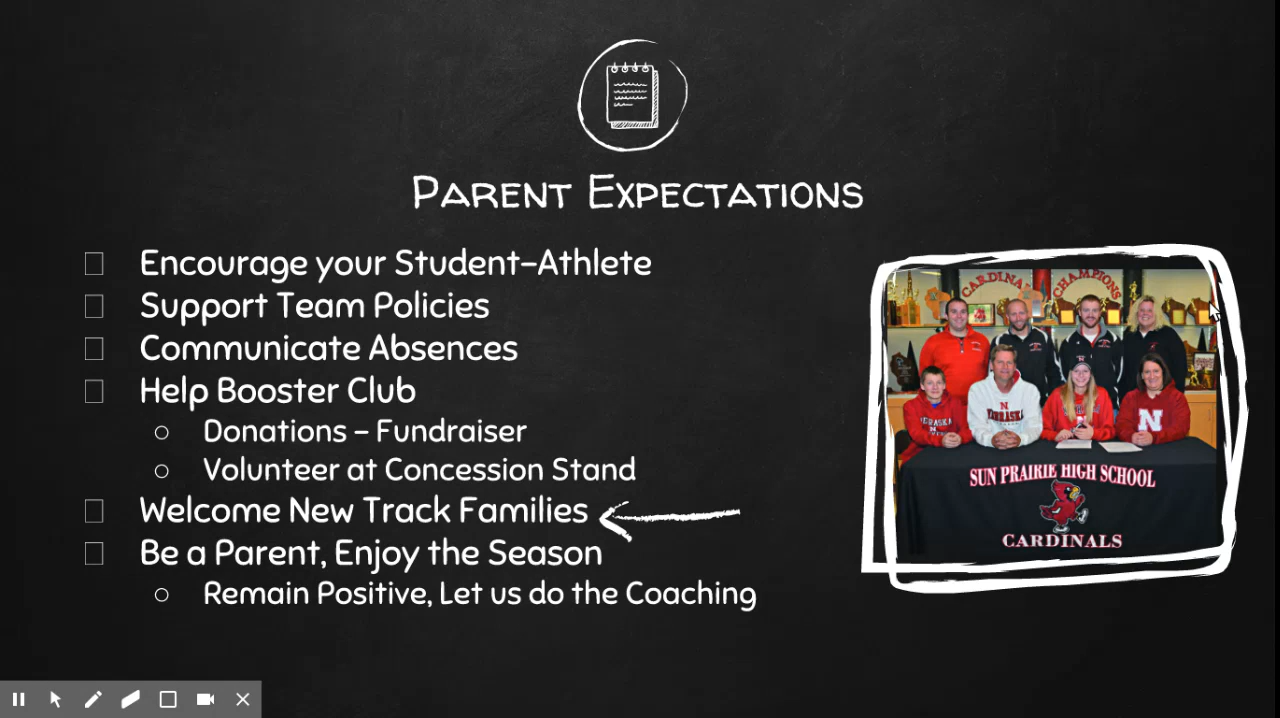 Parent Expectations
Encourage your Student-Athlete
Support Team Policies
Communicate Absences
Help Booster Club
Donations - Fundraiser
Volunteer at Concession Stand
Welcome New Track Families
Be a Parent, Enjoy the Season
Remain Positive, Let us do the Coaching
CARDINAL
CHAMPIONS
N
NEBRASKA
N
SUN PRAIRIE HIGH SCHOOL
CARDINALS